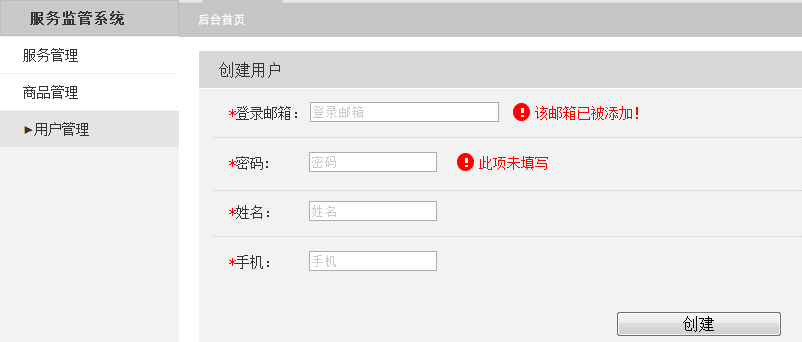 服务监管系统
后台首页
服务管理
商品管理
►用户管理
创建用户
*登录邮箱： 登录邮箱 该邮箱已被添加！
*密码： 密码 此项未填写
*姓名： 姓名
*手机： 手机
创建